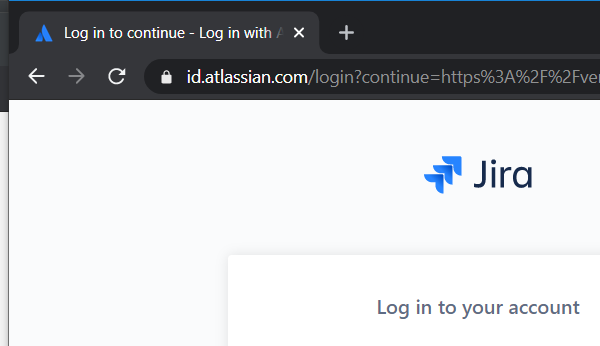 Log in to continue - Log in with A
id.atlassian.com/login?continue=https%3A%2F%2Fve
Jira
Log in to your account